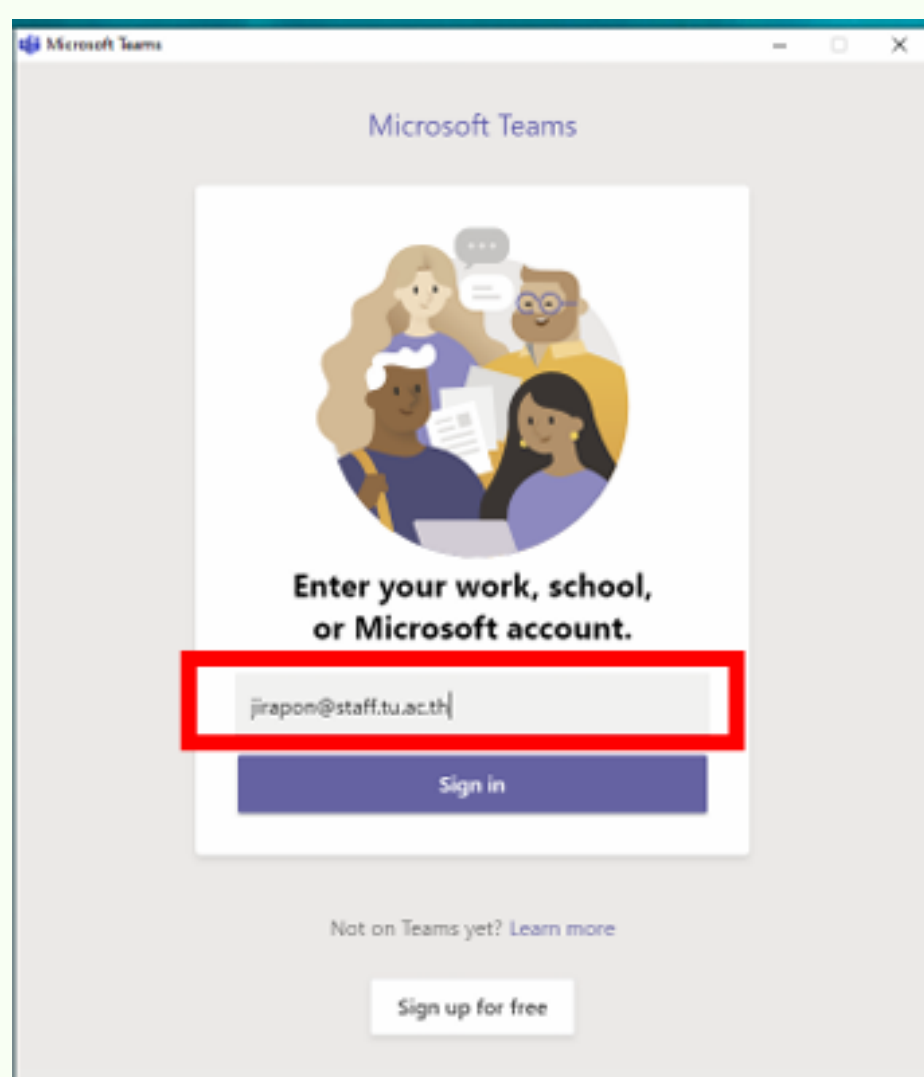 Microsoft Teams
Microsoft Teams
Enter your work, school,
or Microsoft account.
jirapon@staff.tu.ac.th
Sign in
Not on Teams yet? Learn more
Sign up for free